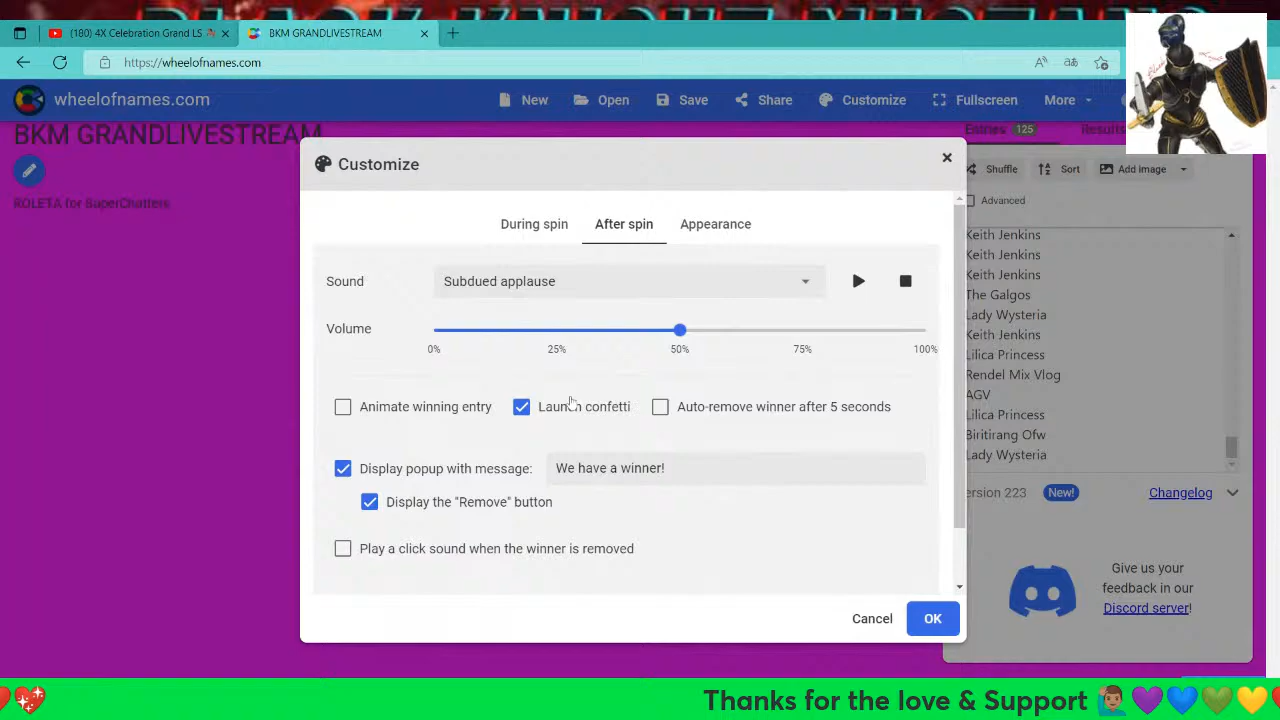 (180) 4X Celebration Grand LS
BKM GRANDLIVESTREAM
https://wheelofnames.com
wheelofnames.com
New
Open
Save
Share
Customize
Fullscreen
More
BKM GRANDLIVESTREAM
ROLETA for SuperChatters
Entries 125
Results
Shuffle
Sort
Add image
Advanced
Keith Jenkins
Keith Jenkins
Keith Jenkins
The Galgos
Lady Wysteria
Keith Jenkins
Lilica Princess
Rendel Mix Vlog
AGV
Lilica Princess
Biritirang Ofw
Lady Wysteria
ersion 223
New!
Changelog
Give us your
feedback in our
Discord server!
Customize
During spin
After spin
Appearance
Sound
Subdued applause
Volume
0%
25%
50%
75%
100%
Animate winning entry
Launch confetti
Auto-remove winner after 5 seconds
Display popup with message:
We have a winner!
Display the "Remove" button
Play a click sound when the winner is removed
Cancel
OK
Thanks for the love & Support